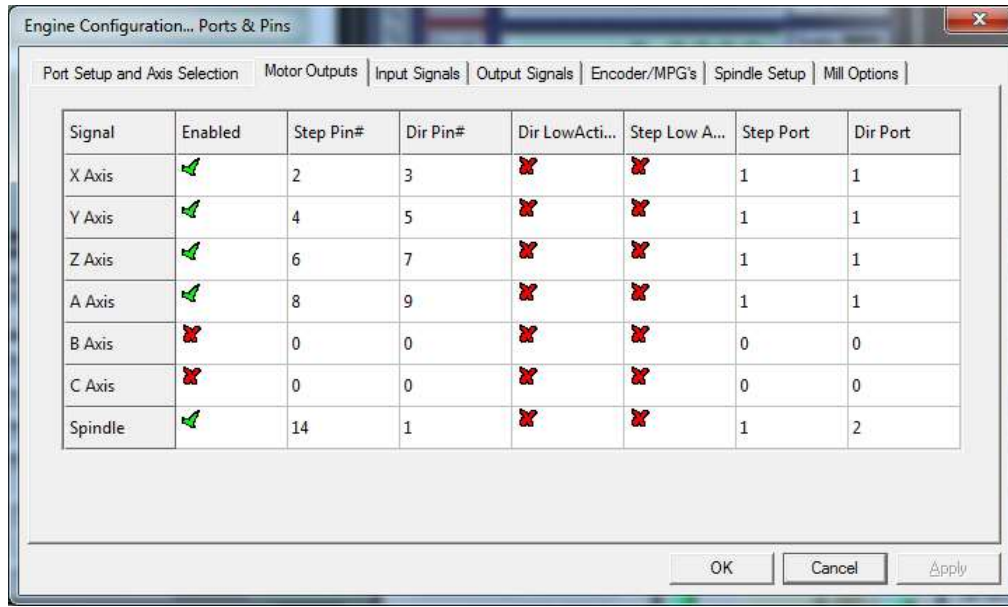 Engine Configuration... Ports & Pins
Port Setup and Axis Selection Motor Outputs Input Signals Output Signals Encoder/MPG's Spindle Setup Mill Options
Signal Enabled Step Pin# Dir Pin# Dir LowActi... Step Low A... Step Port Dir Port
X Axis 2 3 1 1
Y Axis 4 5 1 1
Z Axis 6 7 1 1
A Axis 8 9 1 1
B Axis 0 0 0 0
C Axis 0 0 0 0
Spindle 14 1 1 2
OK Cancel Apply